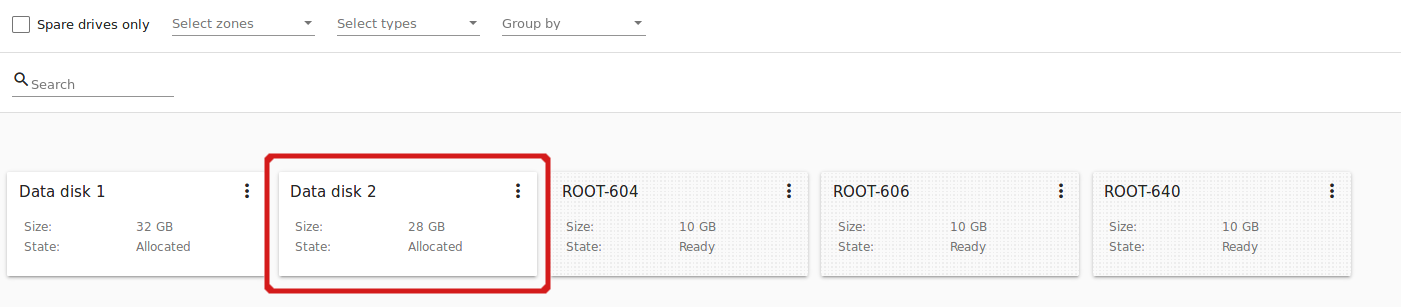 Spare drives only
Select zones
Select types
Group by
Search
Data disk 1
Size: 32 GB
State: Allocated
Data disk 2
Size: 28 GB
State: Allocated
ROOT-604
Size: 10 GB
State: Ready
ROOT-606
Size: 10 GB
State: Ready
ROOT-640
Size: 10 GB
State: Ready